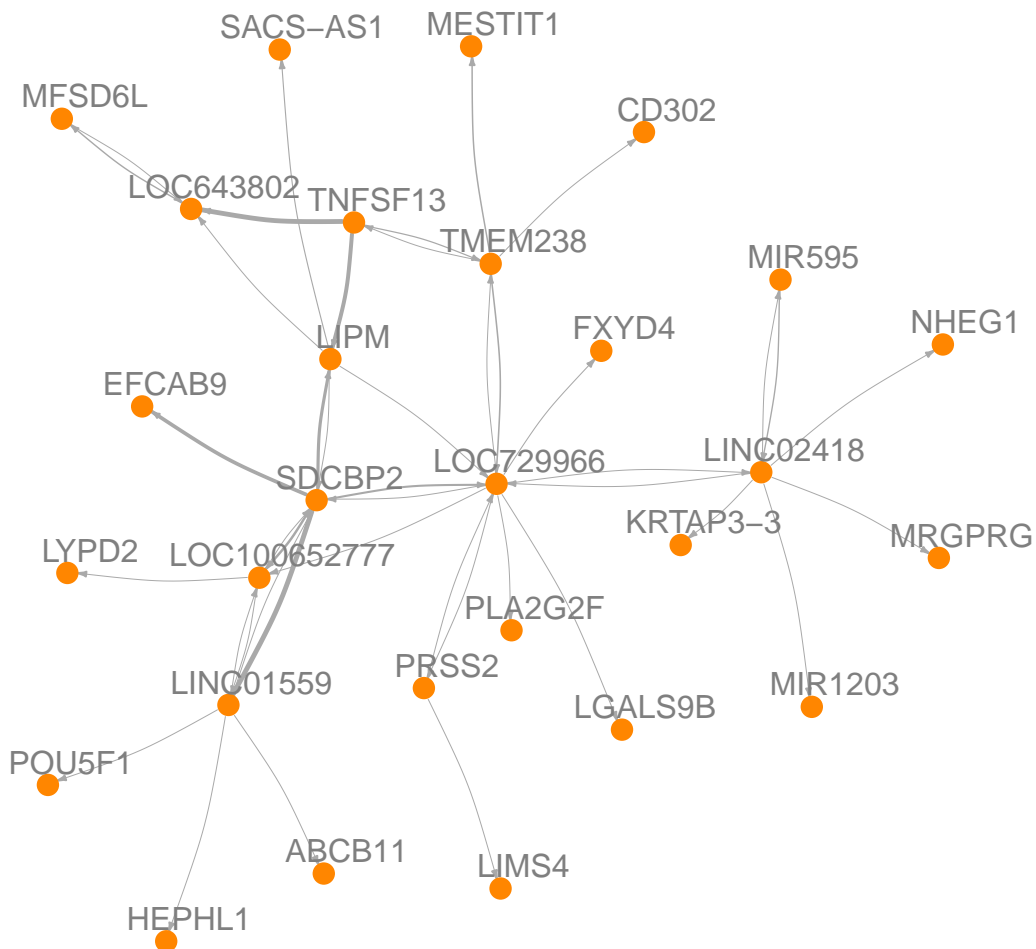 SACS−AS1
MESTIT1
MFSD6L
CD302
LOC643802
TNFSF13
TMEM238
MIR595
NHEG1
FXYD4
LIPM
EFCAB9
LINC02418
LOC729966
SDCBP2
KRTAP3−3
MRGPRG
LYPD2
LOC100652777
PLA2G2F
PRSS2
LINC01559
LGALS9B
MIR1203
POU5F1
ABCB11
LIMS4
HEPHL1